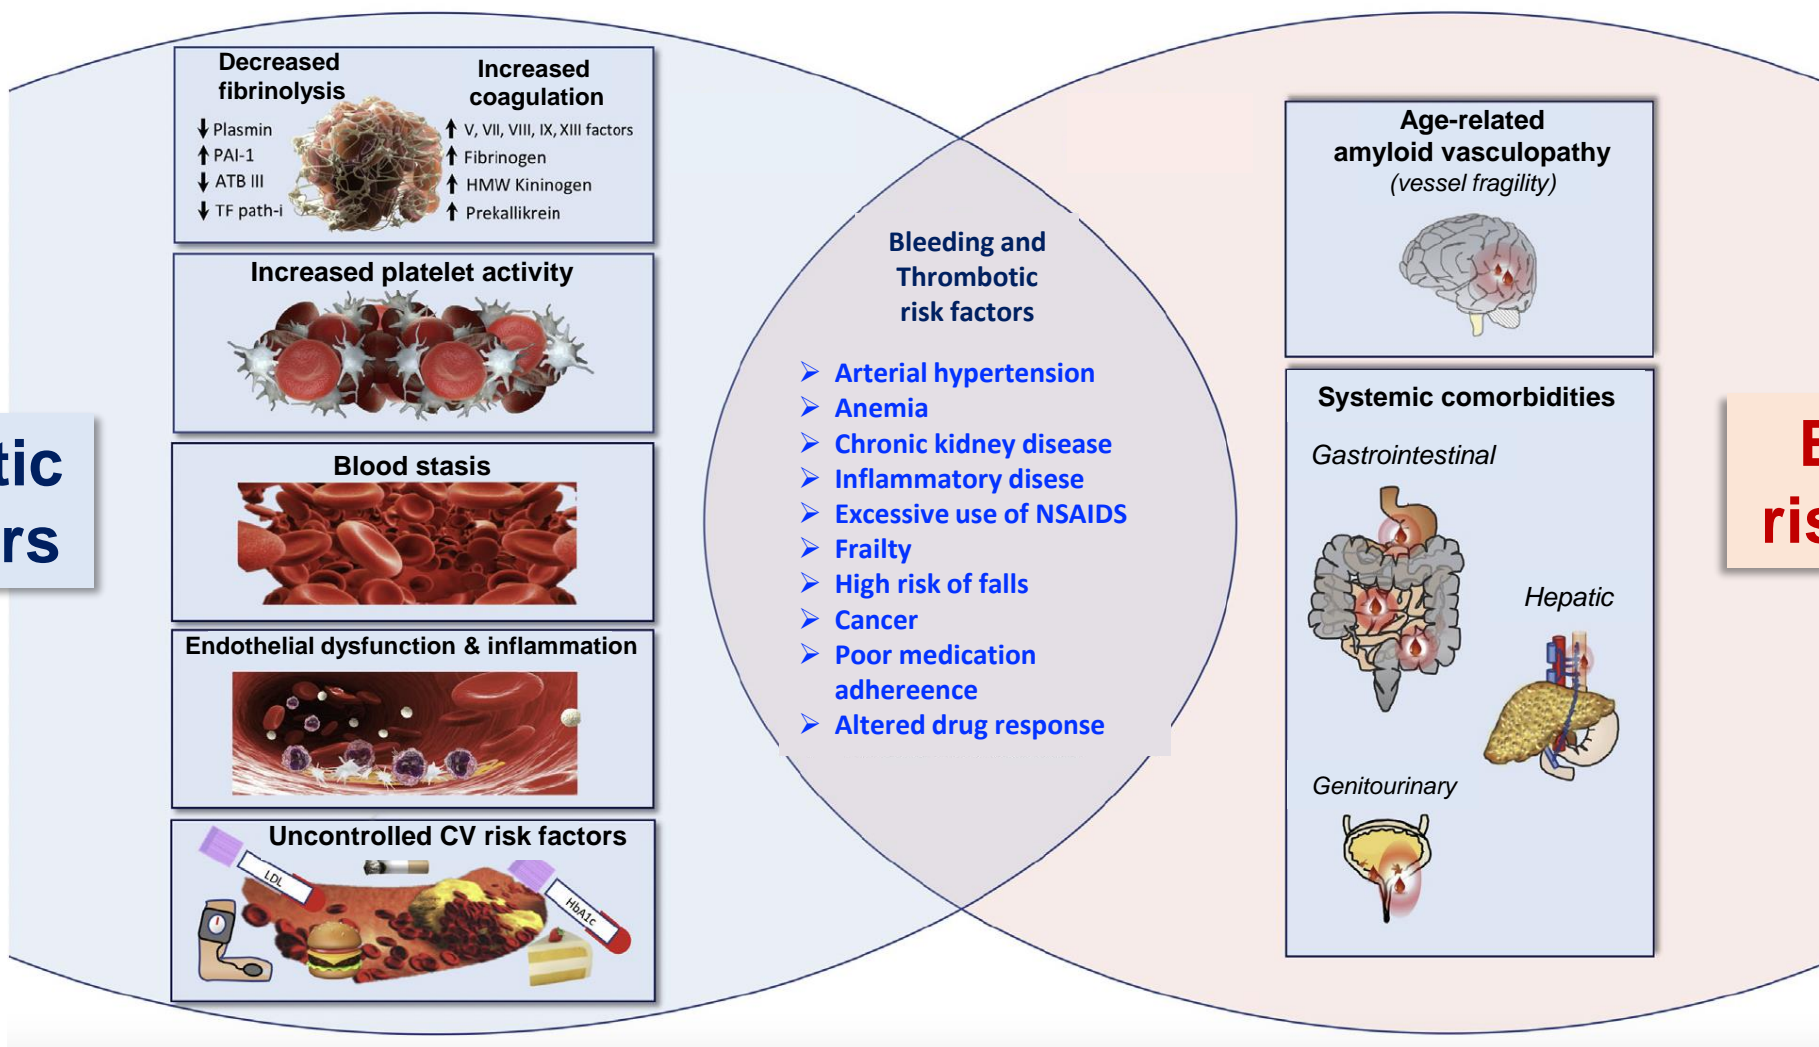 Decreased
fibrinolysis
↓ Plasmin
↑ PAI-1
↓ ATB III
↓ TF path-i
Increased
coagulation
↑ V, VII, VIII, IX, XIII factors
↑ Fibrinogen
↑ HMW Kininogen
↑ Prekallikrein
Increased platelet activity
Blood stasis
Endothelial dysfunction & inflammation
Uncontrolled CV risk factors
LDL
HbA1c
tic
rs
Bleeding and
Thrombotic
risk factors
➢ Arterial hypertension
➢ Anemia
➢ Chronic kidney disease
➢ Inflammatory disese
➢ Excessive use of NSAIDS
➢ Frailty
➢ High risk of falls
➢ Cancer
➢ Poor medication
adhereence
➢ Altered drug response
Age-related
amyloid vasculopathy
(vessel fragility)
Systemic comorbidities
Gastrointestinal
Hepatic
Genitourinary
ris